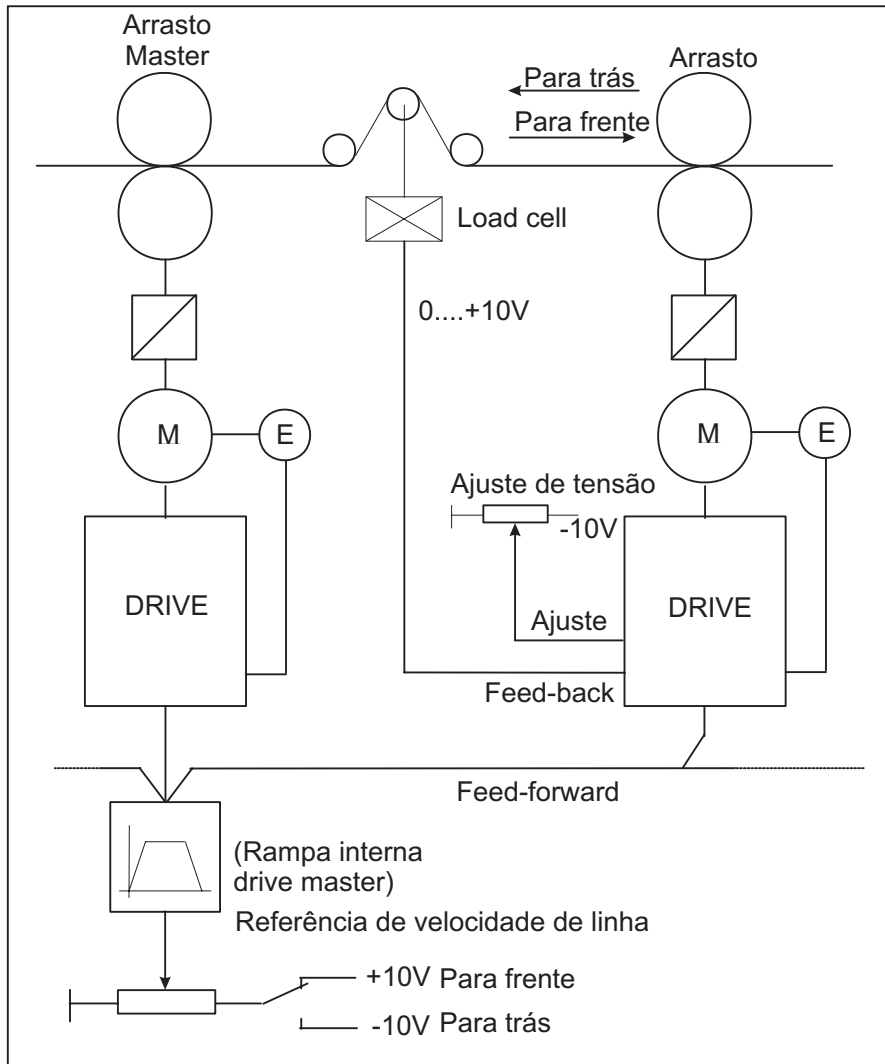 Arrasto
Master
Arrasto
Para trás
Para frente
Load cell
0....+10V
M
E
M
E
Ajuste de tensão
-10V
DRIVE
DRIVE
Ajuste
Feed-back
Feed-forward
(Rampa interna
drive master)
Referência de velocidade de linha
+10V Para frente
-10V Para trás